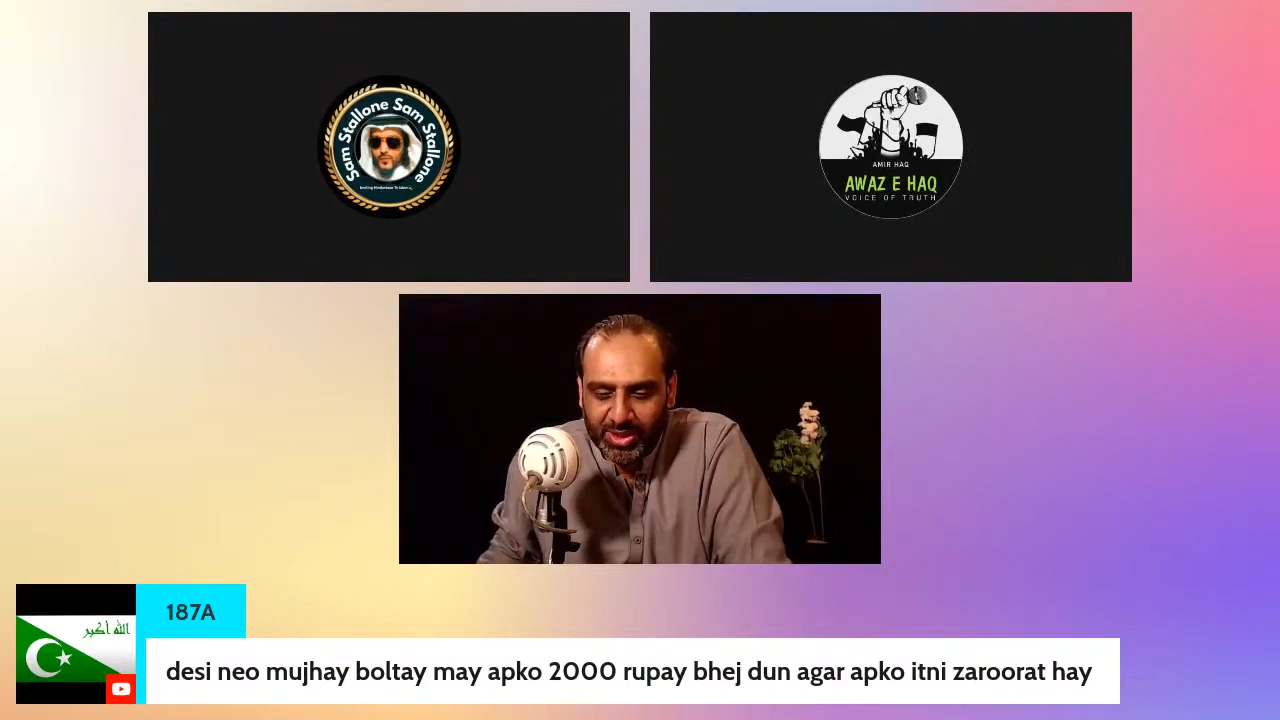 Sam Stallone Sam Stallone
AMIR HAQ
AWAZ E HAQ
VOICE OF TRUTH
187A
الله أكبر
desi neo mujhay boltay may apko 2000 rupay bhej dun agar apko itni zaroorat hay